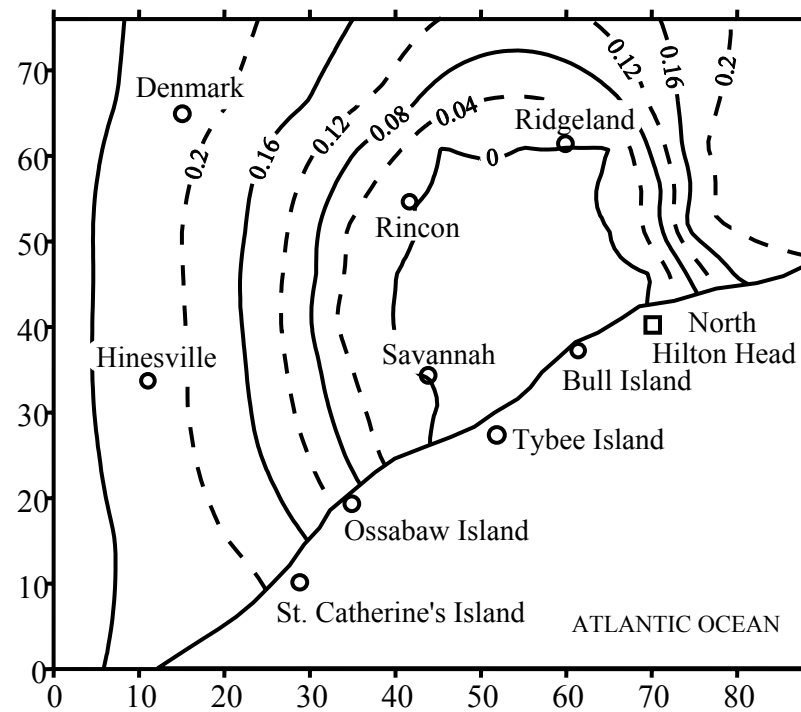 70
60
50
40
30
20
10
0
0 10 20 30 40 50 60 70 80
Denmark
0.2
0.16
0.12
0.08
0.04
0
0.12
0.16
0.2
Ridgeland
Rincon
Hinesville
Savannah
North
Hilton Head
Bull Island
Tybee Island
Ossabaw Island
St. Catherine's Island
ATLANTIC OCEAN